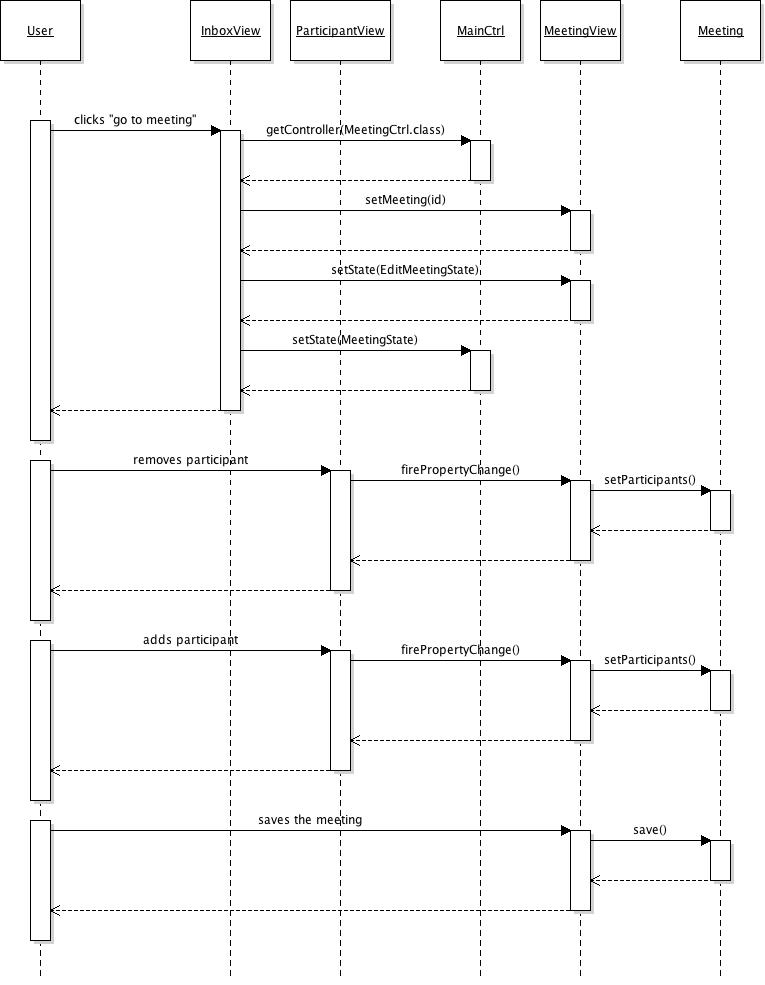 User
InboxView
ParticipantView
MainCtrl
MeetingView
Meeting
clicks "go to meeting"
getController(MeetingCtrl.class)
setMeeting(id)
setState(EditMeetingState)
setState(MeetingState)
removes participant
firePropertyChange()
setParticipants()
adds participant
firePropertyChange()
setParticipants()
saves the meeting
save()